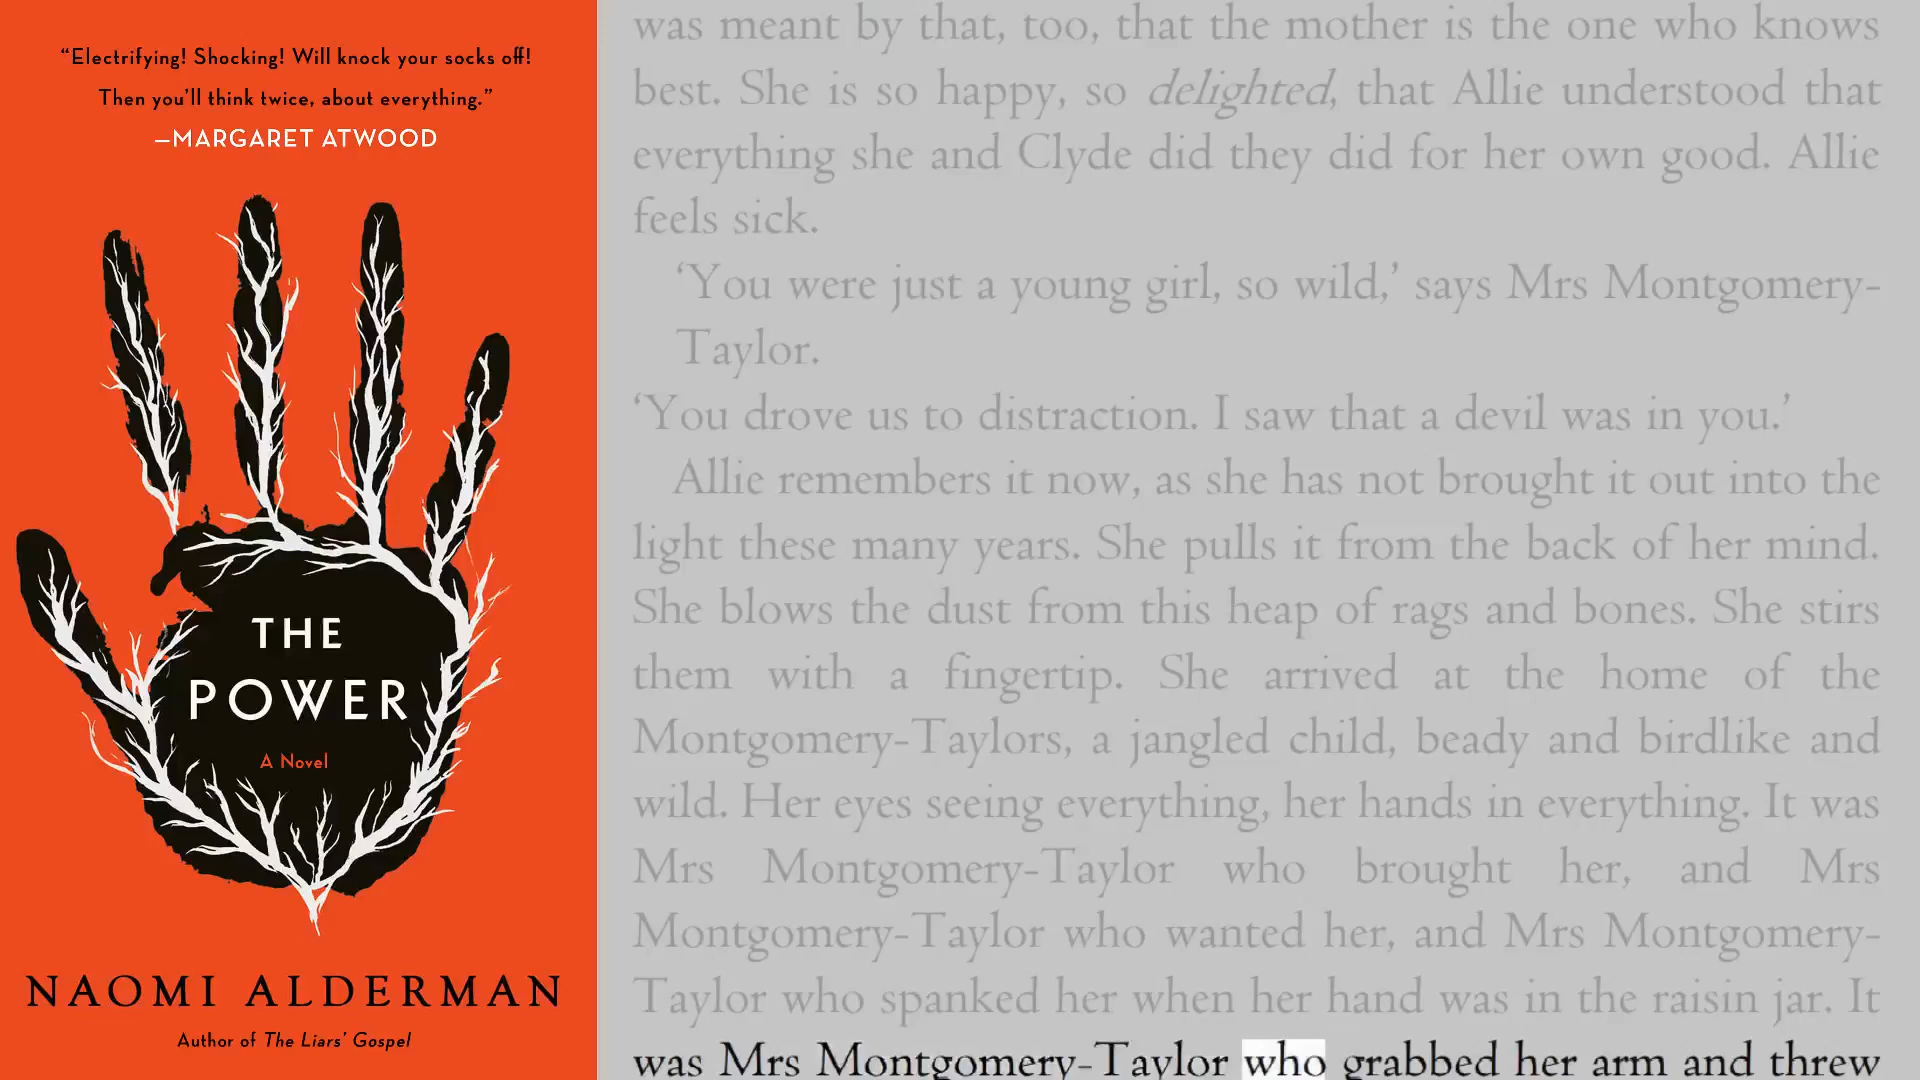 “Electrifying! Shocking! Will knock your socks off!
Then you’ll think twice, about everything.”
—MARGARET ATWOOD
THE
POWER
A Novel
NAOMI ALDERMAN
Author of The Liars’ Gospel
was meant by that, too, that the mother is the one who knows
best. She is so happy, so delighted, that Allie understood that
everything she and Clyde did they did for her own good. Allie
feels sick.
‘You were just a young girl, so wild,’ says Mrs Montgomery-
Taylor.
‘You drove us to distraction. I saw that a devil was in you.’
Allie remembers it now, as she has not brought it out into the
light these many years. She pulls it from the back of her mind.
She blows the dust from this heap of rags and bones. She stirs
them with a fingertip. She arrived at the home of the
Montgomery-Taylors, a jangled child, beady and birdlike and
wild. Her eyes seeing everything, her hands in everything. It was
Mrs Montgomery-Taylor who brought her, and Mrs
Montgomery-Taylor who wanted her, and Mrs Montgomery-
Taylor who spanked her when her hand was in the raisin jar. It
was Mrs Montgomery-Taylor who grabbed her arm and threw